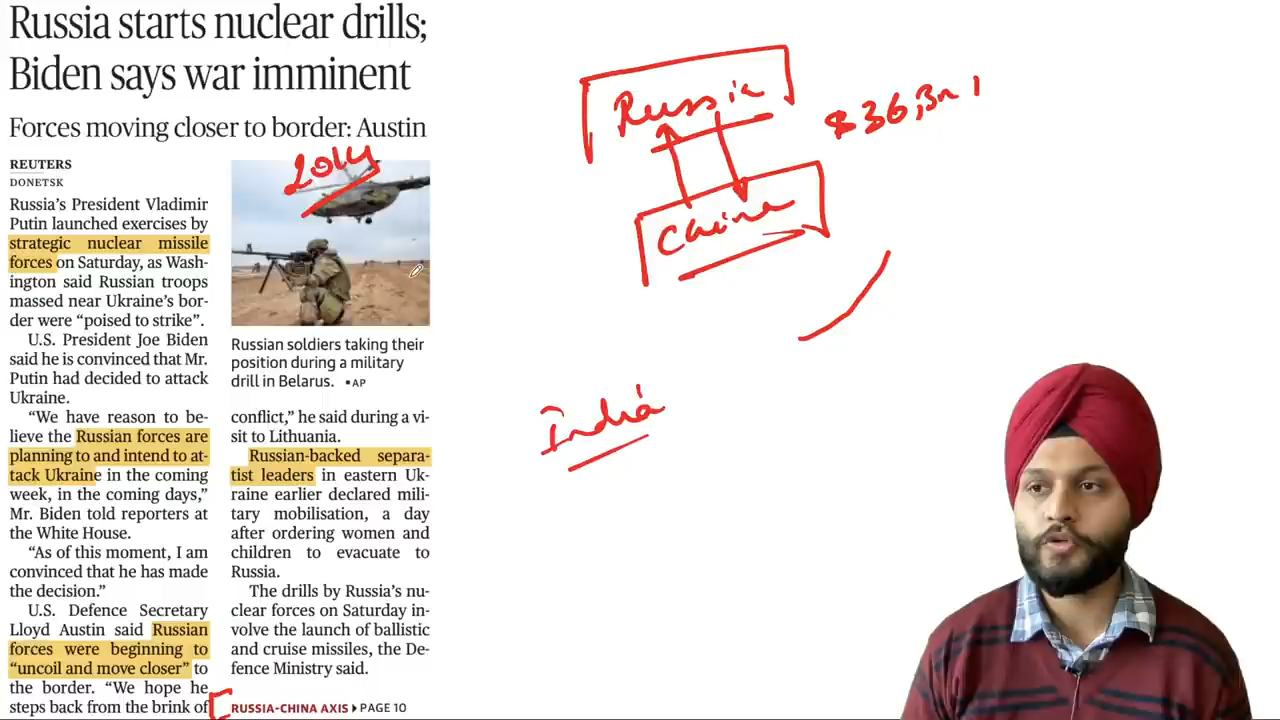 Russia starts nuclear drills;
Biden says war imminent
Forces moving closer to border: Austin
REUTERS
DONETSK
Russia's President Vladimir
Putin launched exercises by
strategic nuclear missile
forces on Saturday, as Wash-
ington said Russian troops
massed near Ukraine's bor-
der were “poised to strike”.
U.S. President Joe Biden
said he is convinced that Mr.
Putin had decided to attack
Ukraine.
“We have reason to be-
lieve the Russian forces are
planning to and intend to at-
tack Ukraine in the coming
week, in the coming days,”
Mr. Biden told reporters at
the White House.
“As of this moment, I am
convinced that he has made
the decision.”
U.S. Defence Secretary
Lloyd Austin said Russian
forces were beginning to
“uncoil and move closer” to
the border. “We hope he
steps back from the brink of
2014
Russian soldiers taking their
position during a military
drill in Belarus. ▪AP
conflict,” he said during a vi-
sit to Lithuania.
Russian-backed separa-
tist leaders in eastern Uk-
raine earlier declared mili-
tary mobilisation, a day
after ordering women and
children to evacuate to
Russia.
The drills by Russia's nu-
clear forces on Saturday in-
volve the launch of ballistic
and cruise missiles, the De-
fence Ministry said.
RUSSIA-CHINA AXIS ▸ PAGE 10
Russia
China
India